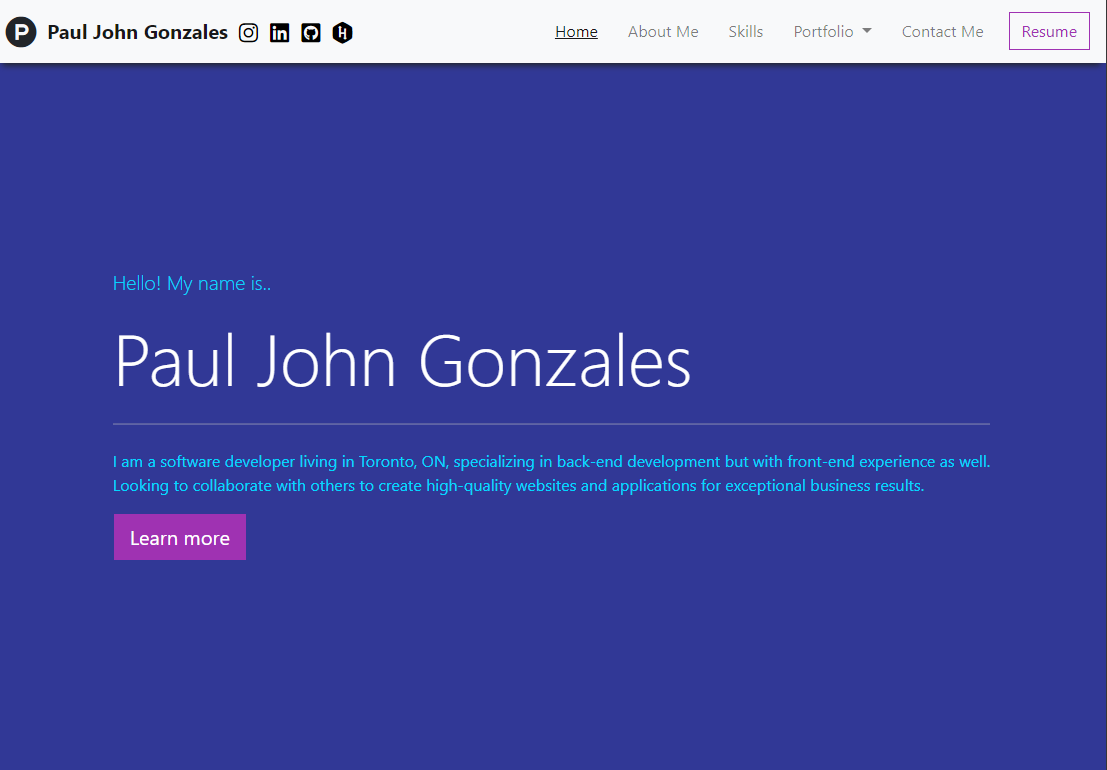 P Paul John Gonzales in H Home About Me Skills Portfolio Contact Me Resume
Hello! My name is..
Paul John Gonzales
I am a software developer living in Toronto, ON, specializing in back-end development but with front-end experience as well.
Looking to collaborate with others to create high-quality websites and applications for exceptional business results.
Learn more